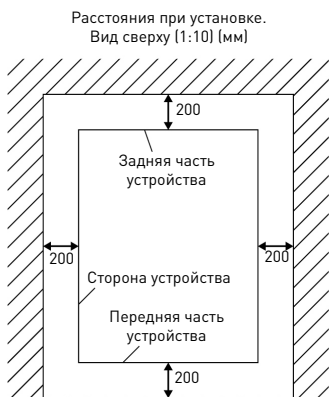 Расстояния при установке.
Вид сверху (1:10) (мм)
200
Задняя часть
устройства
200
200
Сторона устройства
Передняя часть
устройства
200